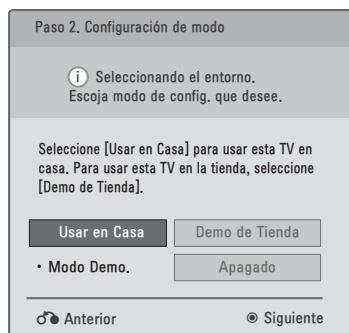 Paso 2. Configuración de modo
i Seleccionando el entorno.
Escoja modo de config. que desee.
Seleccione [Usar en Casa] para usar esta TV en
casa. Para usar esta TV en la tienda, seleccione
[Demo de Tienda].
Usar en Casa Demo de Tienda
• Modo Demo. Apagado
Anterior Siguiente